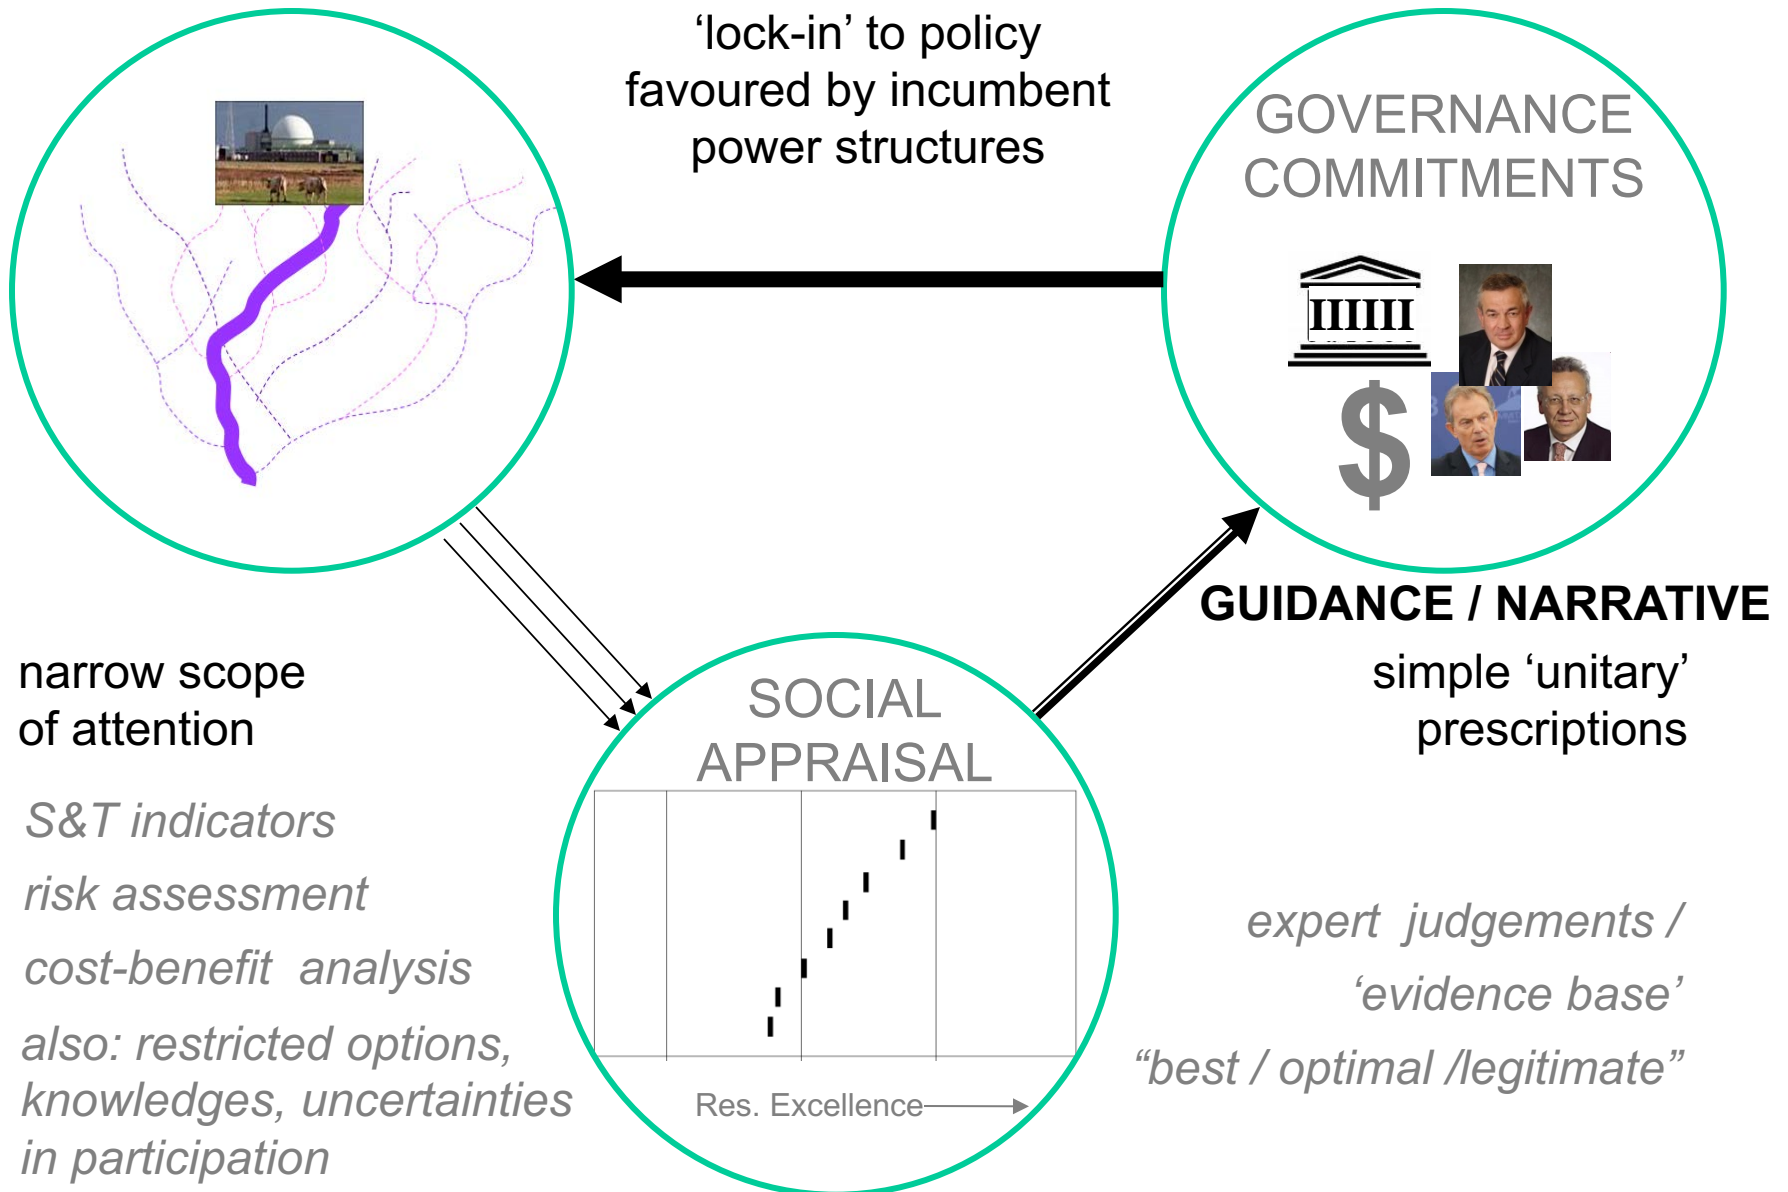 ‘lock-in’ to policy
favoured by incumbent
power structures
GOVERNANCE
COMMITMENTS
$
GUIDANCE / NARRATIVE
simple ‘unitary’
prescriptions
narrow scope
of attention
SOCIAL
APPRAISAL
S&T indicators
risk assessment
cost-benefit analysis
also: restricted options,
knowledges, uncertainties
in participation
expert judgements /
‘evidence base’
“best / optimal /legitimate”
Res. Excellence